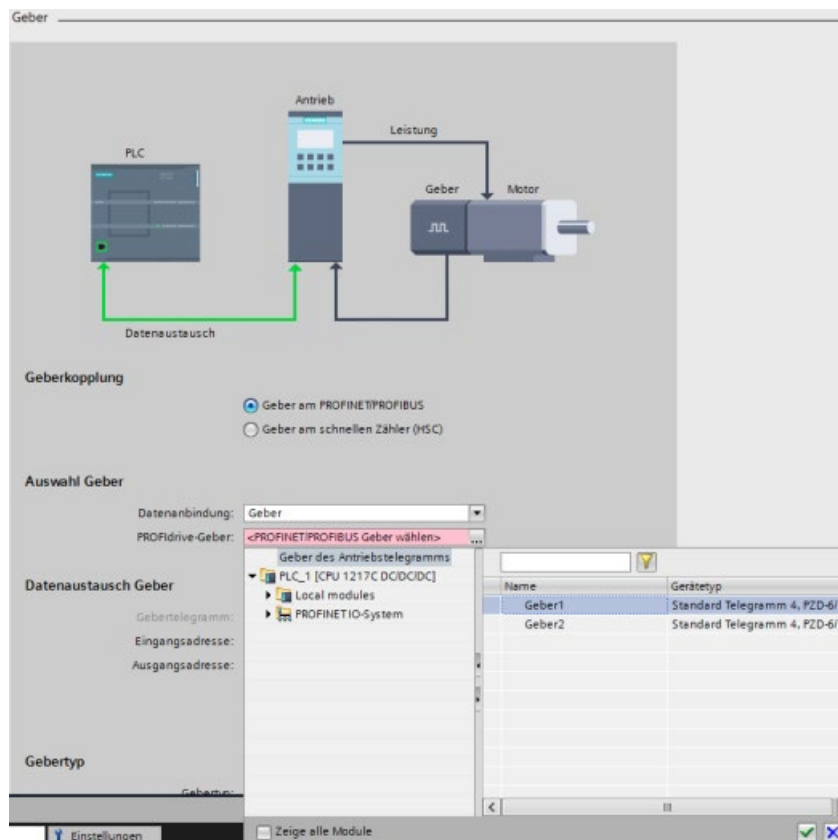 Geber
Antrieb
Leistung
PLC
Geber
Motor
Datenaustausch
Geberkopplung
Geber am PROFINET/PROFIBUS
Geber am schnellen Zähler (HSC)
Auswahl Geber
Datenanbindung: Geber
PROFIdrive-Geber: <PROFINET/PROFIBUS Geber wählen> ...
Geber des Antriebstelegramms
PLC_1 [CPU 1217C DC/DC/DC]
Name Gerätetyp
Datenaustausch Geber
Local modules
Geber1 Standard Telegramm 4, PZD-6/
Gebertelegramm:
PROFINET IO-System
Geber2 Standard Telegramm 4, PZD-6/
Eingangsadresse:
Ausgangsadresse:
Gebertyp
Gebertyp:
Einstellungen
Zeige alle Module